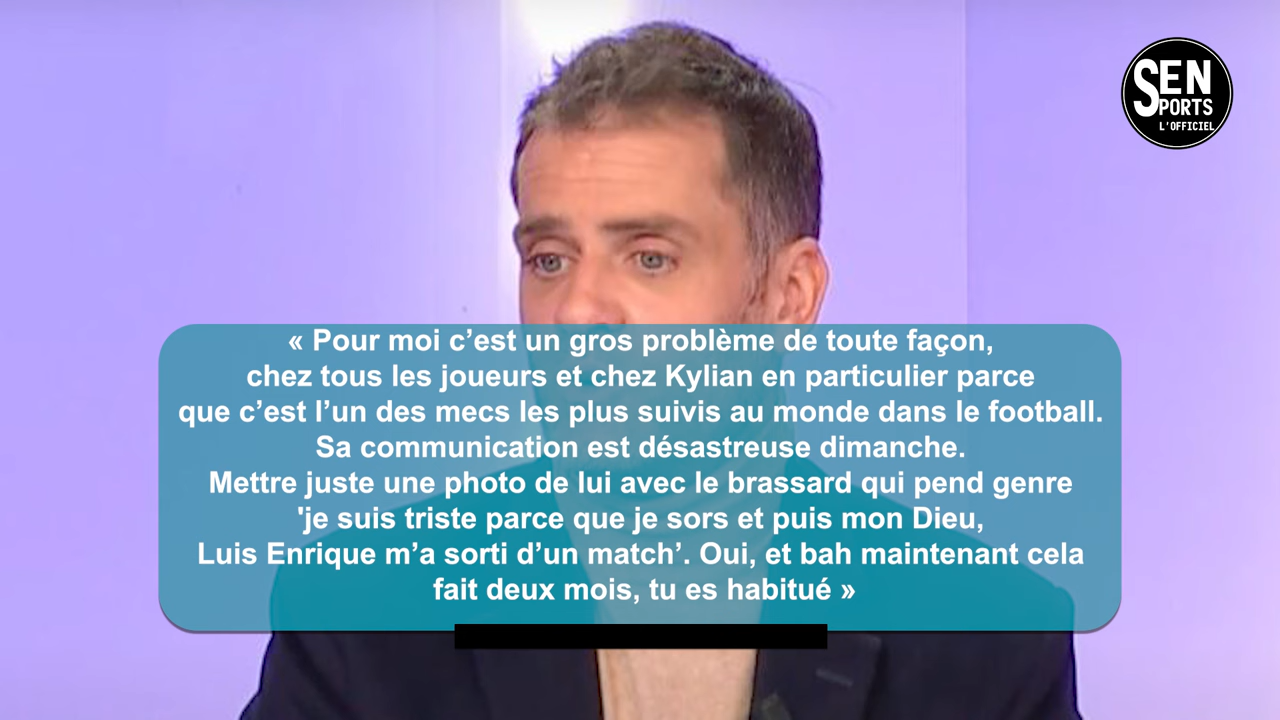 SEN
SPORTS
L'OFFICIEL
« Pour moi c’est un gros problème de toute façon,
chez tous les joueurs et chez Kylian en particulier parce
que c’est l’un des mecs les plus suivis au monde dans le football.
Sa communication est désastreuse dimanche.
Mettre juste une photo de lui avec le brassard qui pend genre
'je suis triste parce que je sors et puis mon Dieu,
Luis Enrique m’a sorti d’un match’. Oui, et bah maintenant cela
fait deux mois, tu es habitué »